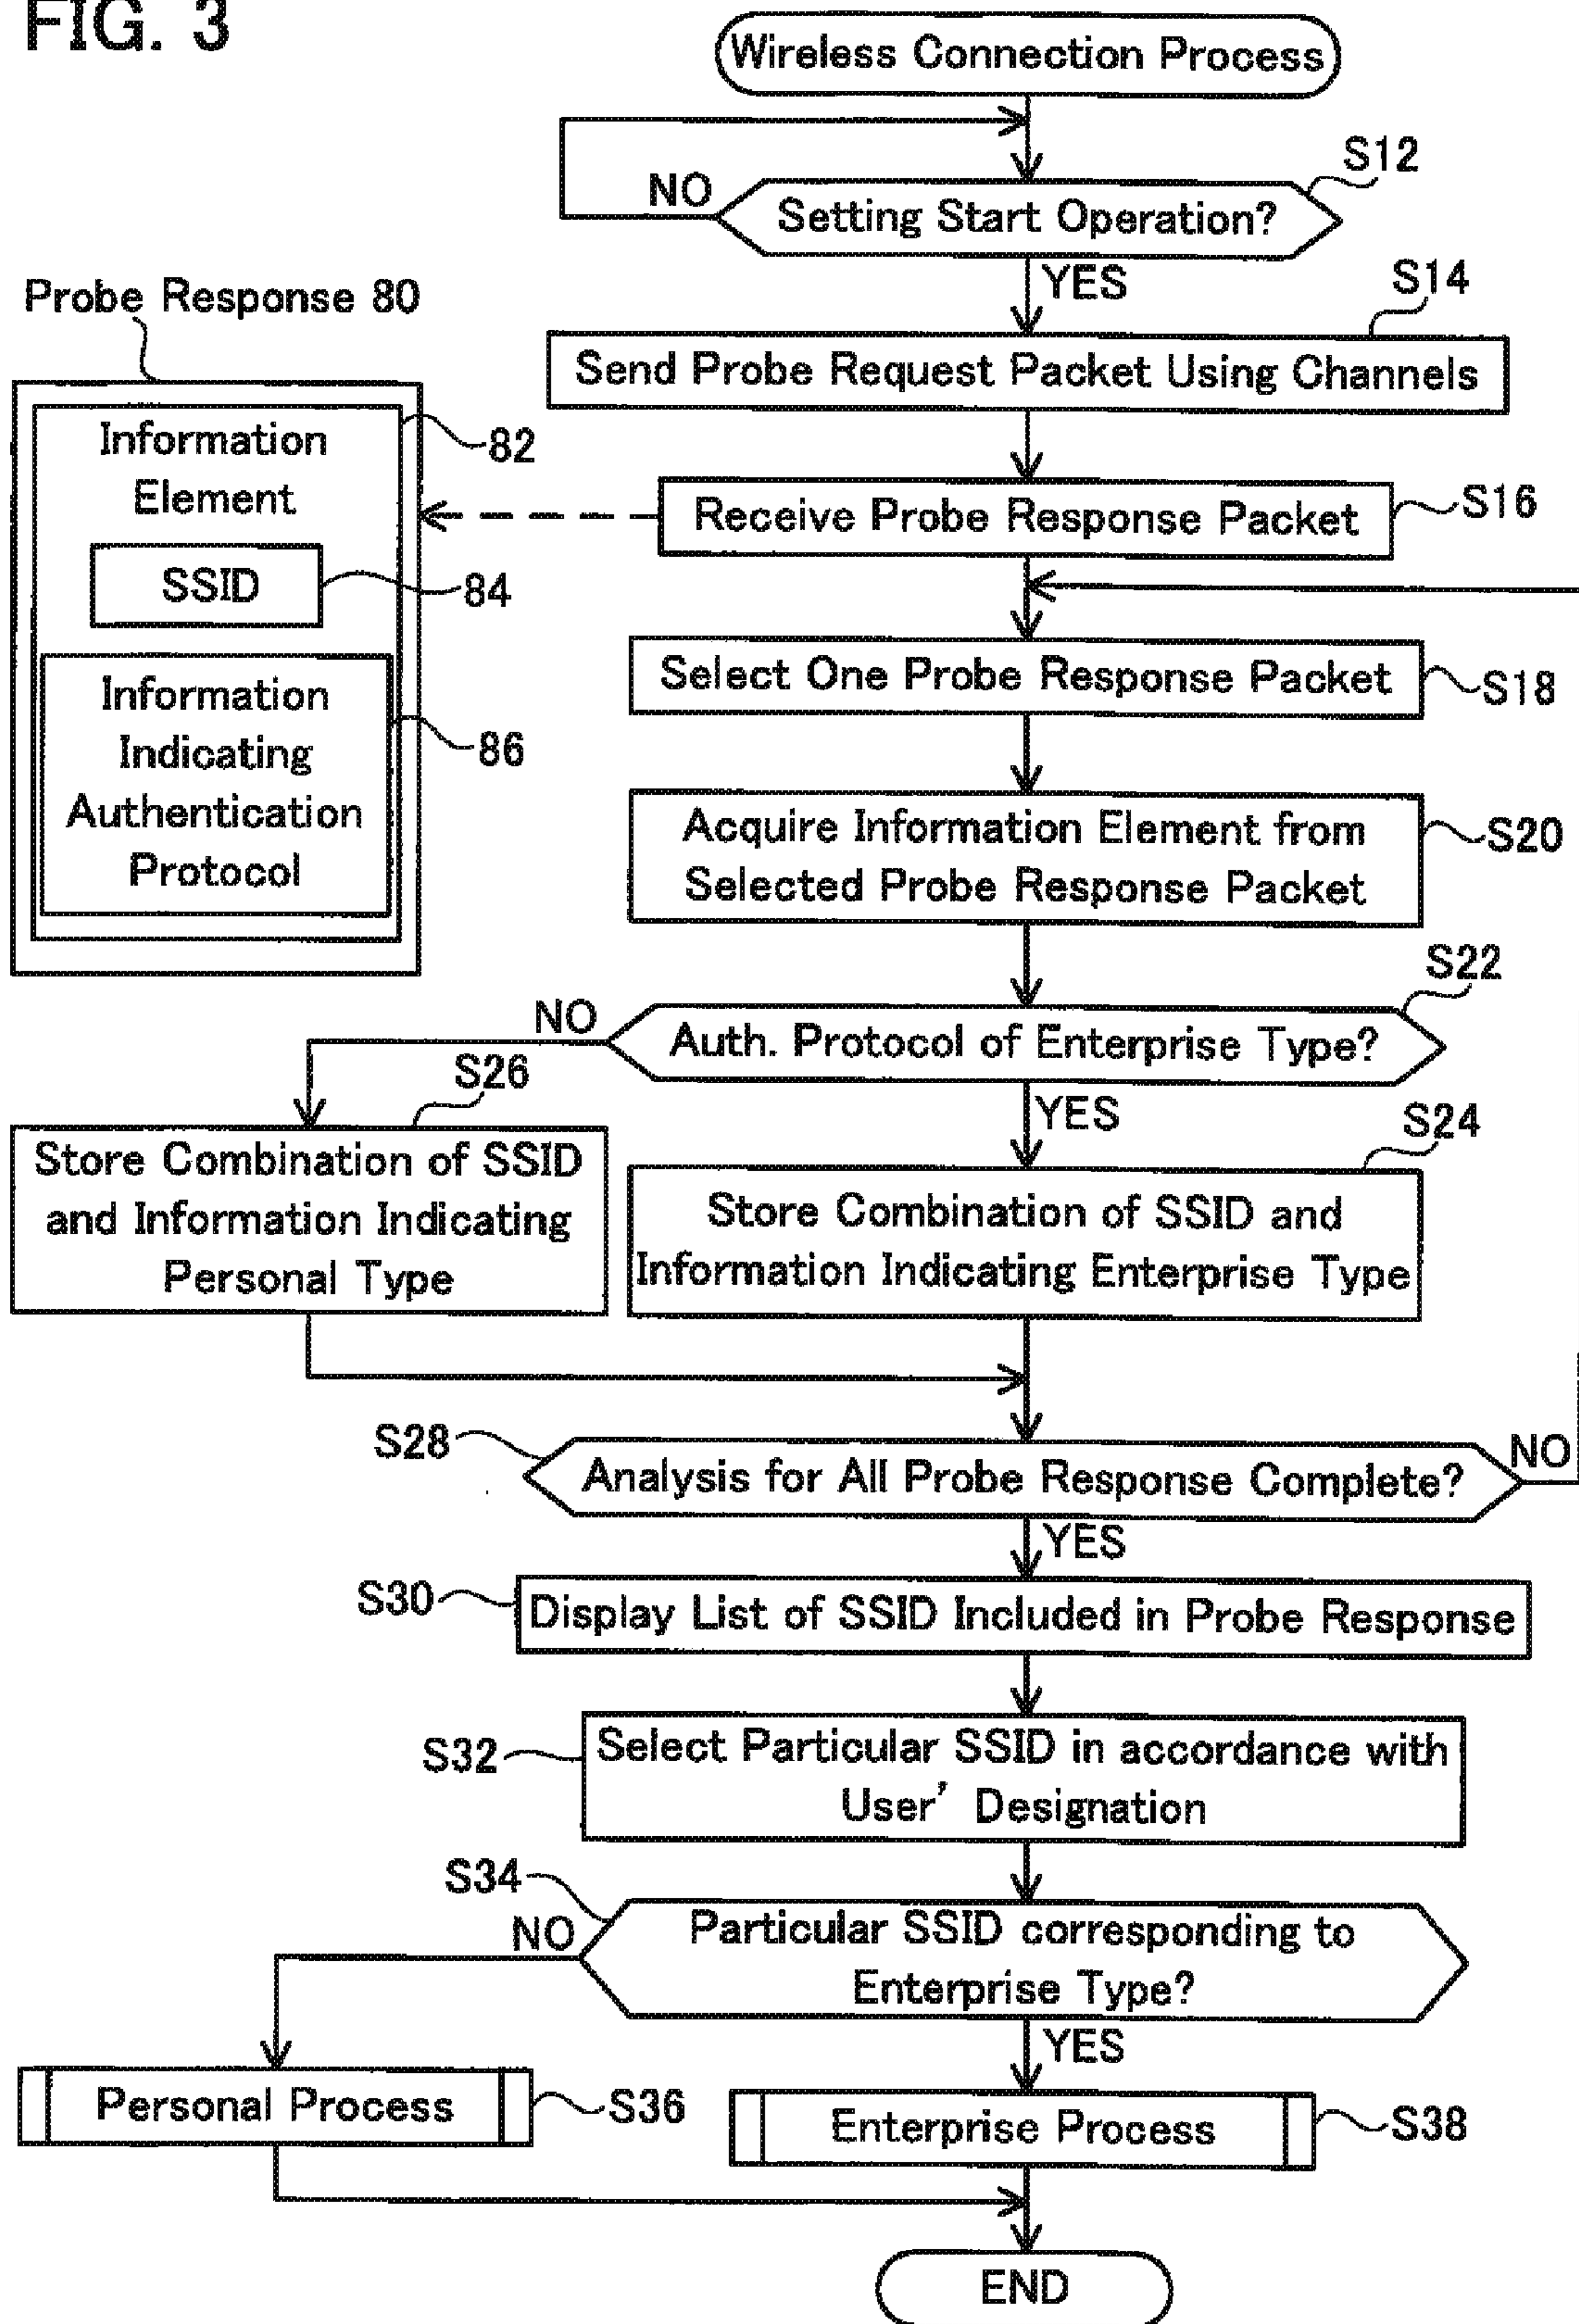 FIG. 3
Wireless Connection Process
S12
NO
Setting Start Operation?
YES
S14
Send Probe Request Packet Using Channels
Probe Response 80
Information
Element
82
SSID
84
Information
Indicating
Authentication
Protocol
86
Receive Probe Response Packet
S16
Select One Probe Response Packet
S18
Acquire Information Element from
Selected Probe Response Packet
S20
S22
NO
Auth. Protocol of Enterprise Type?
YES
S26
Store Combination of SSID
and Information Indicating
Personal Type
S24
Store Combination of SSID and
Information Indicating Enterprise Type
S28
Analysis for All Probe Response Complete?
NO
YES
S30
Display List of SSID Included in Probe Response
S32
Select Particular SSID in accordance with
User' Designation
S34
NO
Particular SSID corresponding to
Enterprise Type?
YES
Personal Process
S36
Enterprise Process
S38
END